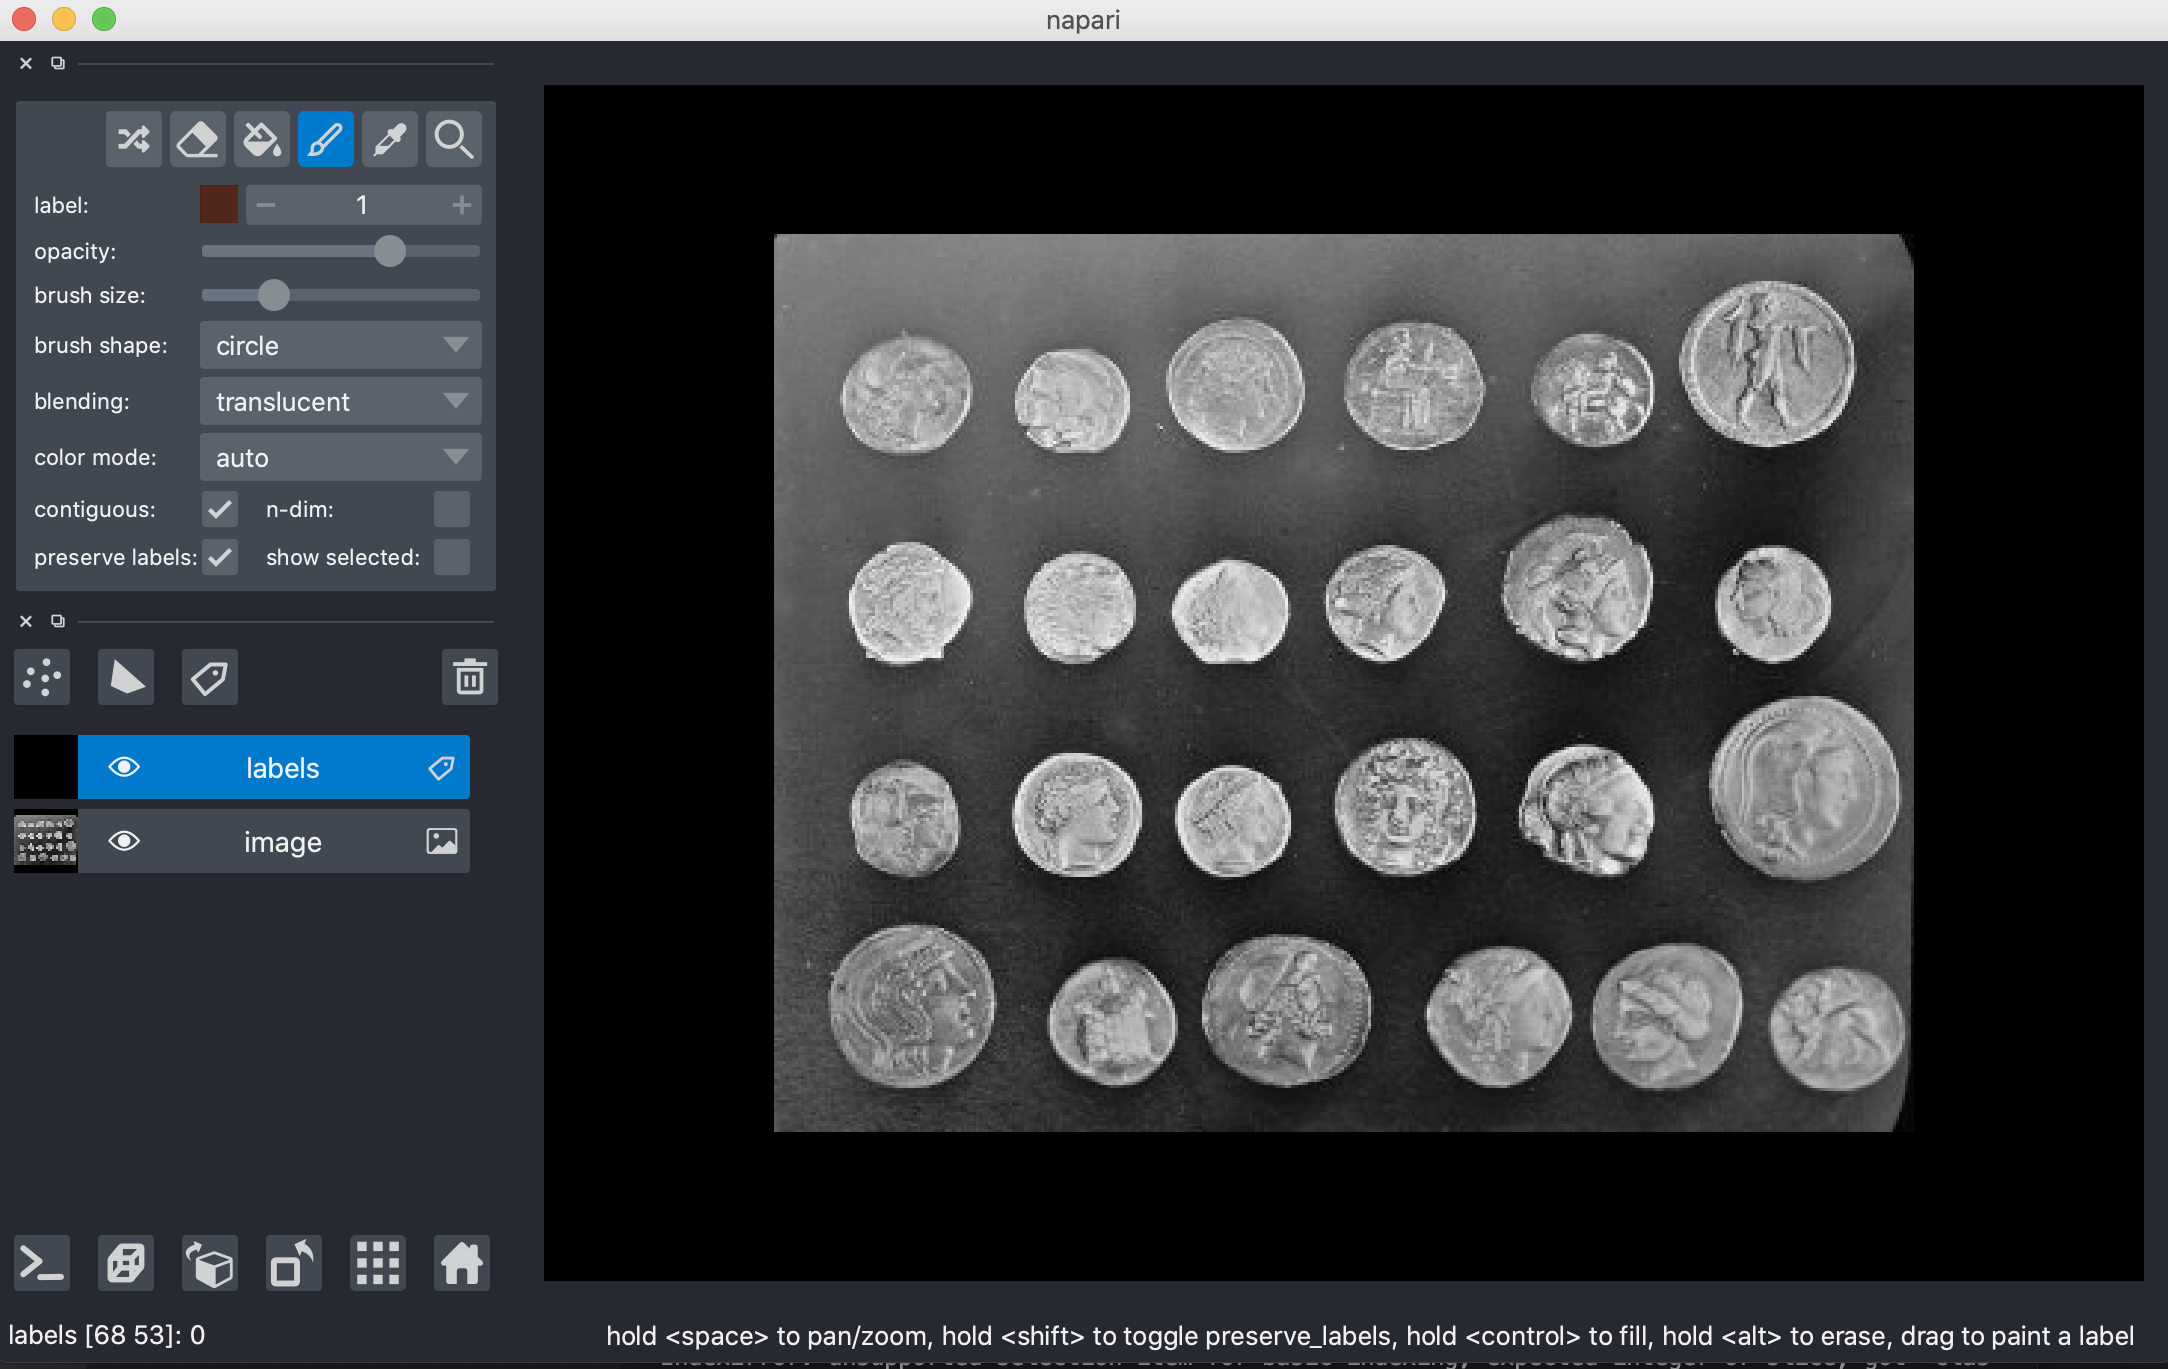 napari
label: 1
opacity:
brush size:
brush shape: circle
blending: translucent
color mode: auto
contiguous: n-dim:
preserve labels: show selected:
labels
image
labels [68 53]: 0
hold <space> to pan/zoom, hold <shift> to toggle preserve_labels, hold <control> to fill, hold <alt> to erase, drag to paint a label